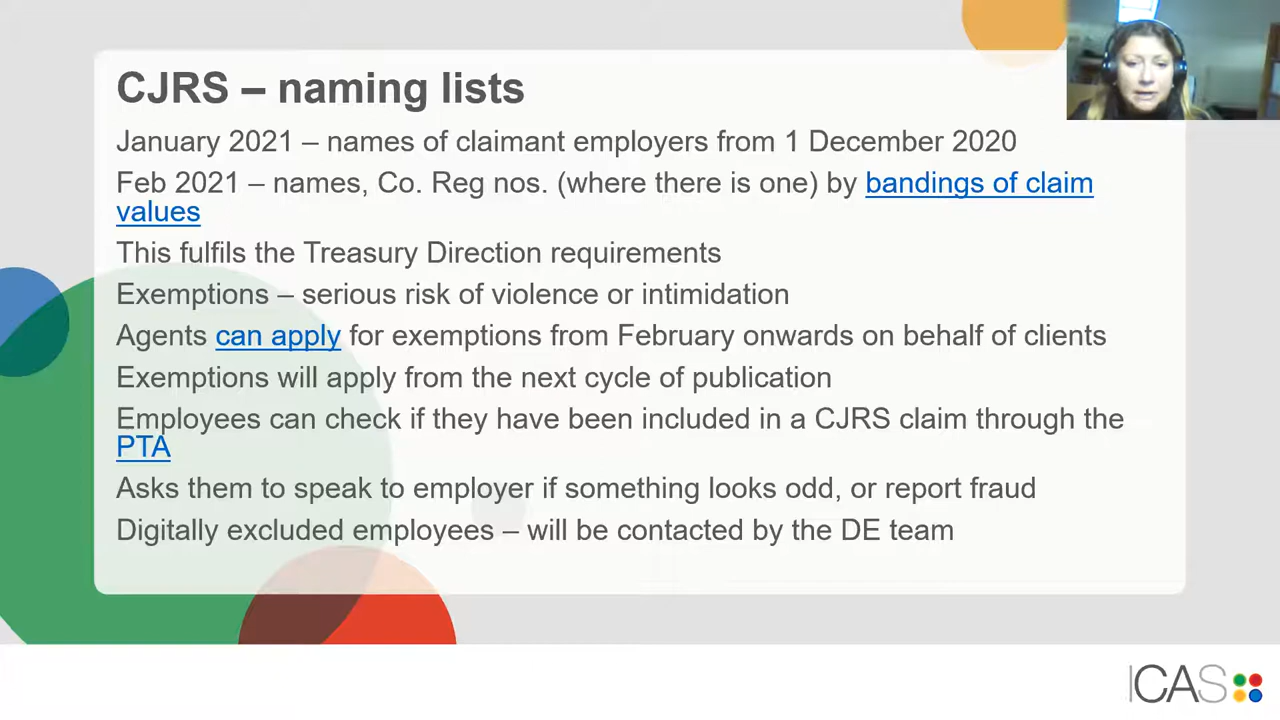 CJRS – naming lists
January 2021 – names of claimant employers from 1 December 2020
Feb 2021 – names, Co. Reg nos. (where there is one) by bandings of claim
values
This fulfils the Treasury Direction requirements
Exemptions – serious risk of violence or intimidation
Agents can apply for exemptions from February onwards on behalf of clients
Exemptions will apply from the next cycle of publication
Employees can check if they have been included in a CJRS claim through the
PTA
Asks them to speak to employer if something looks odd, or report fraud
Digitally excluded employees – will be contacted by the DE team
ICAS